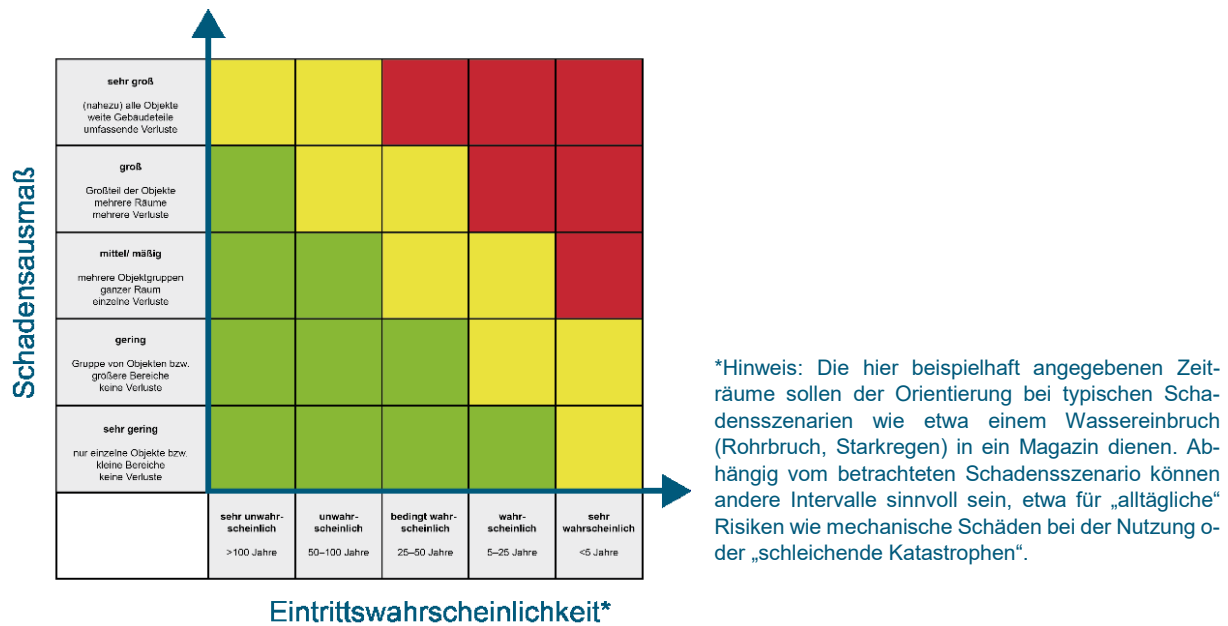 Schadensausmaß
sehr groß
(nahezu) alle Objekte
weite Gebäudeteile
umfassende Verluste
groß
Großteil der Objekte
mehrere Räume
mehrere Verluste
mittel/ mäßig
mehrere Objektgruppen
ganzer Raum
einzelne Verluste
gering
Gruppe von Objekten bzw.
größere Bereiche
keine Verluste
sehr gering
nur einzelne Objekte bzw.
kleine Bereiche
keine Verluste
sehr unwahr-
scheinlich
>100 Jahre
unwahr-
scheinlich
50–100 Jahre
bedingt wahr-
scheinlich
25–50 Jahre
wahr-
scheinlich
5–25 Jahre
sehr
wahrscheinlich
<5 Jahre
Eintrittswahrscheinlichkeit*
*Hinweis: Die hier beispielhaft angegebenen Zeit-
räume sollen der Orientierung bei typischen Scha-
densszenarien wie etwa einem Wassereinbruch
(Rohrbruch, Starkregen) in ein Magazin dienen. Ab-
hängig vom betrachteten Schadensszenario können
andere Intervalle sinnvoll sein, etwa für „alltägliche“
Risiken wie mechanische Schäden bei der Nutzung o-
der „schleichende Katastrophen“.